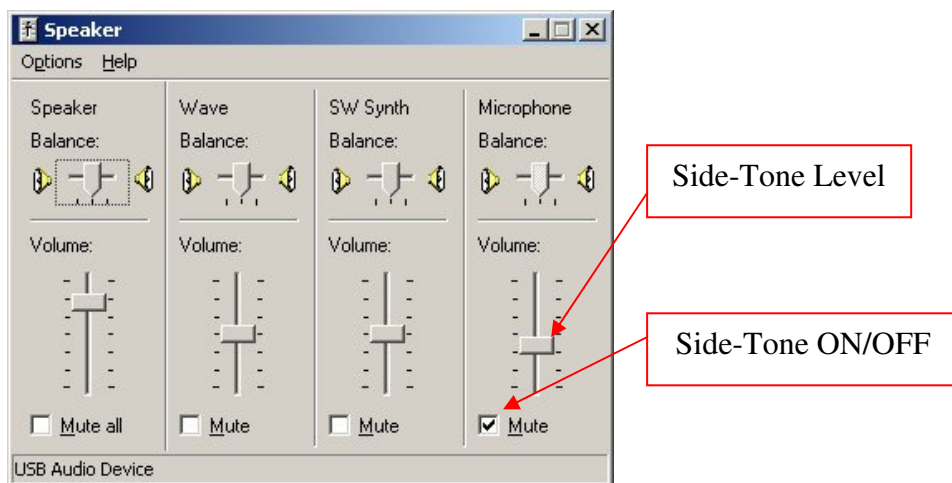 Speaker
Options Help
Speaker
Balance:
Volume:
Mute all
Wave
Balance:
Volume:
Mute
SW Synth
Balance:
Volume:
Mute
Microphone
Balance:
Volume:
Mute
USB Audio Device
Side-Tone Level
Side-Tone ON/OFF